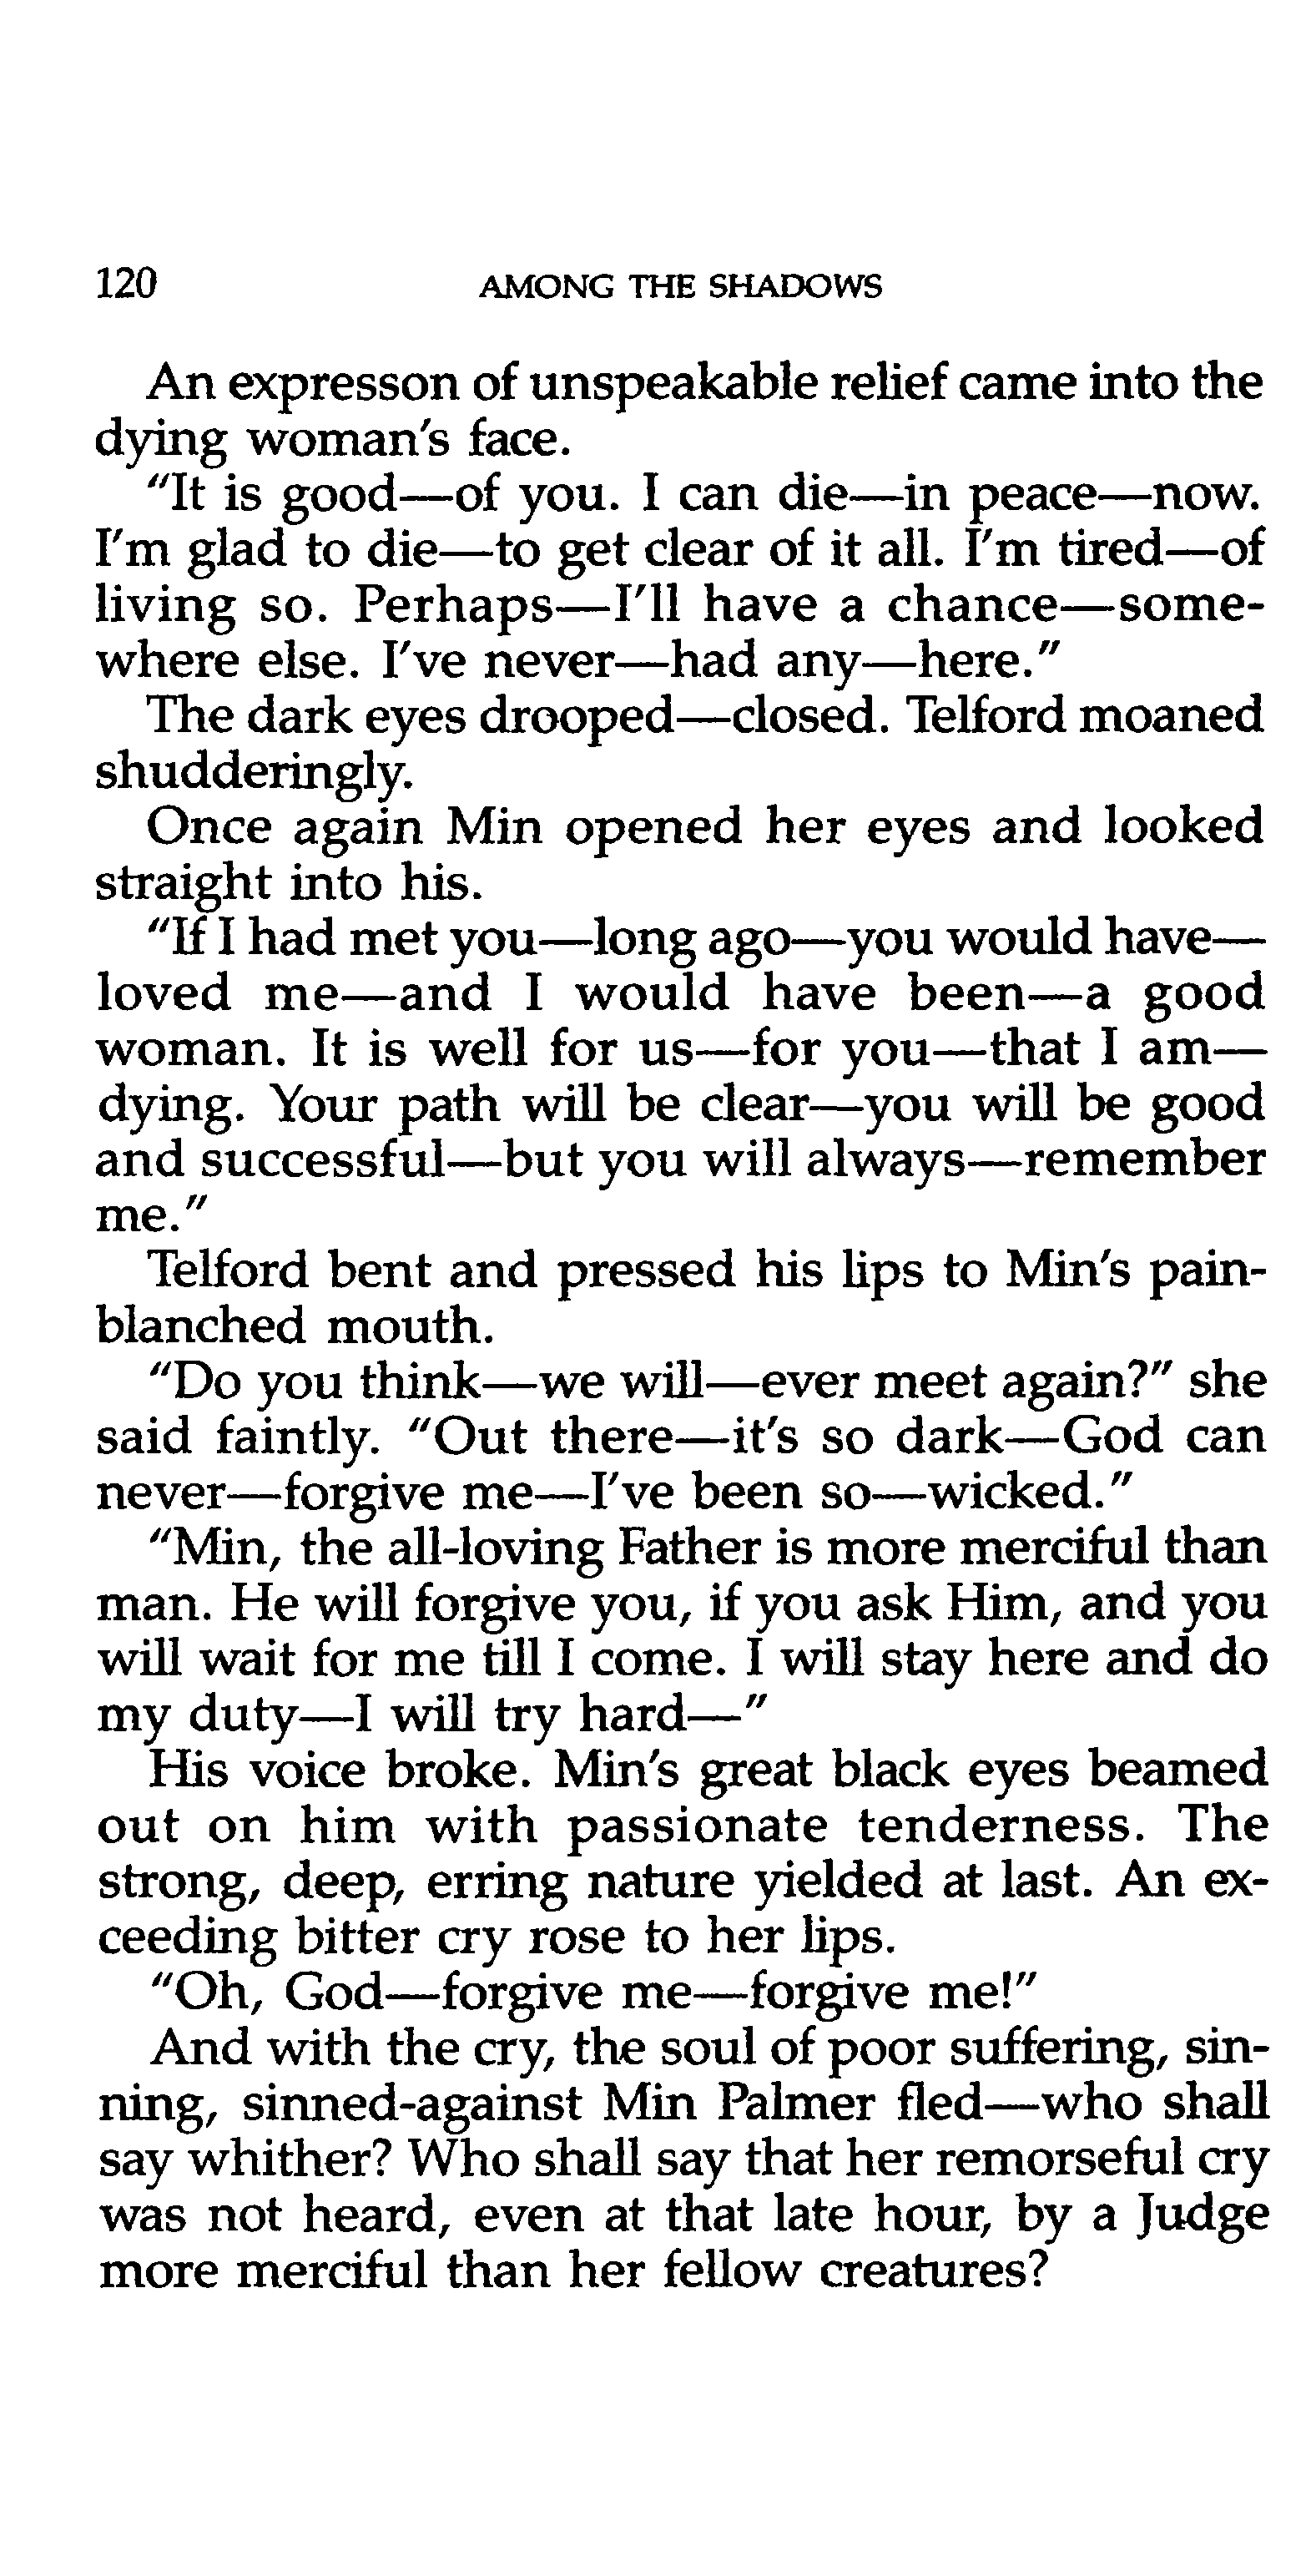 120 AMONG THE SHADOWS
An expresson of unspeakable relief came into the
dying woman's face.
"It is good—of you. I can die—in peace—now.
I'm glad to die—to get clear of it all. I'm tired—of
living so. Perhaps—I'll have a chance—some-
where else. I've never—had any—here."
The dark eyes drooped—closed. Telford moaned
shudderingly.
Once again Min opened her eyes and looked
straight into his.
"If I had met you—long ago—you would have—
loved me—and I would have been—a good
woman. It is well for us—for you—that I am—
dying. Your path will be clear—you will be good
and successful—but you will always—remember
me."
Telford bent and pressed his lips to Min's pain-
blanched mouth.
"Do you think—we will—ever meet again?" she
said faintly. "Out there—it's so dark—God can
never—forgive me—I've been so—wicked."
"Min, the all-loving Father is more merciful than
man. He will forgive you, if you ask Him, and you
will wait for me till I come. I will stay here and do
my duty—I will try hard—"
His voice broke. Min's great black eyes beamed
out on him with passionate tenderness. The
strong, deep, erring nature yielded at last. An ex-
ceeding bitter cry rose to her lips.
"Oh, God—forgive me—forgive me!"
And with the cry, the soul of poor suffering, sin-
ning, sinned-against Min Palmer fled—who shall
say whither? Who shall say that her remorseful cry
was not heard, even at that late hour, by a Judge
more merciful than her fellow creatures?